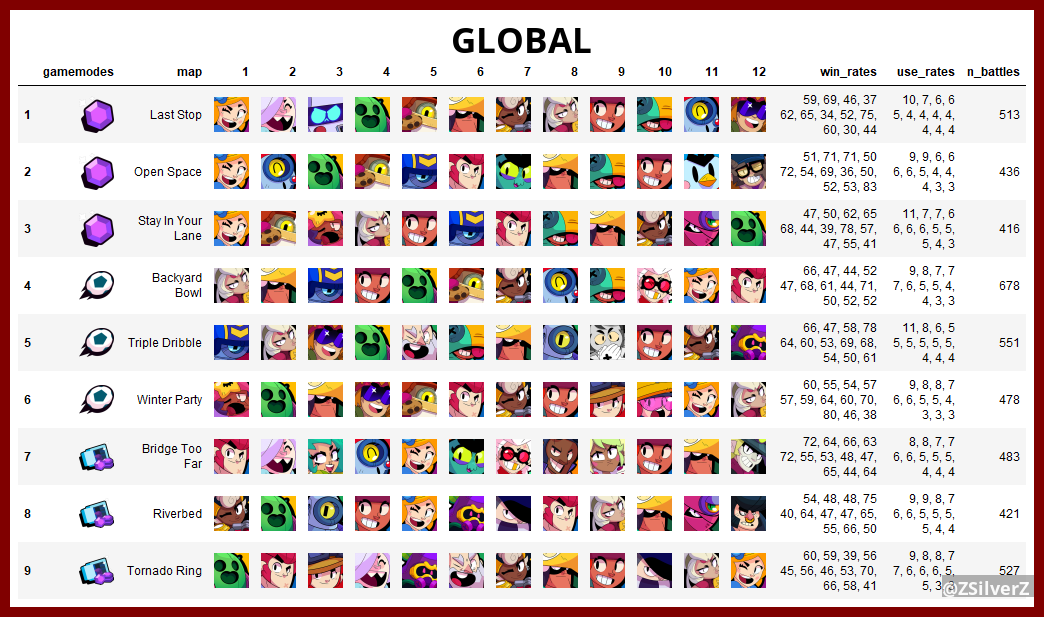 GLOBAL
gamemodes map 1 2 3 4 5 6 7 8 9 10 11 12 win_rates use_rates n_battles
1 Last Stop 59, 69, 46, 37 10, 7, 6, 6 513
62, 65, 34, 52, 75, 5, 4, 4, 4, 4,
60, 30, 44 4, 4, 4
2 Open Space 51, 71, 71, 50 9, 9, 6, 6 436
72, 54, 69, 36, 50, 6, 6, 5, 4, 4,
52, 53, 83 4, 3, 3
3 Stay In Your 47, 50, 62, 65 11, 7, 7, 6 416
Lane 68, 44, 39, 78, 57, 6, 6, 6, 5, 5,
47, 55, 41 5, 4, 3
4 Backyard 66, 47, 44, 52 9, 8, 7, 7 678
Bowl 47, 68, 61, 44, 71, 7, 6, 5, 5, 4,
50, 52, 52 4, 3, 3
5 Triple Dribble 66, 47, 58, 78 11, 8, 6, 5 551
64, 60, 53, 69, 68, 5, 5, 5, 5, 5,
54, 50, 61 4, 4, 4
6 Winter Party 60, 55, 54, 57 9, 8, 8, 7 478
57, 59, 64, 60, 70, 6, 6, 5, 5, 4,
80, 46, 38 3, 3, 3
7 Bridge Too 72, 64, 66, 63 8, 8, 7, 7 483
Far 72, 55, 53, 48, 47, 6, 6, 5, 5, 5,
65, 44, 64 4, 4, 4
8 Riverbed 54, 48, 48, 75 9, 9, 8, 7 421
40, 64, 47, 47, 65, 6, 6, 5, 5, 5,
55, 66, 50 5, 4, 4
9 Tornado Ring 60, 59, 39, 56 9, 8, 8, 7 527
45, 56, 46, 53, 70, 7, 6, 6, 6, 5,
66, 58, 41 5, 3,
@ZSilverZ